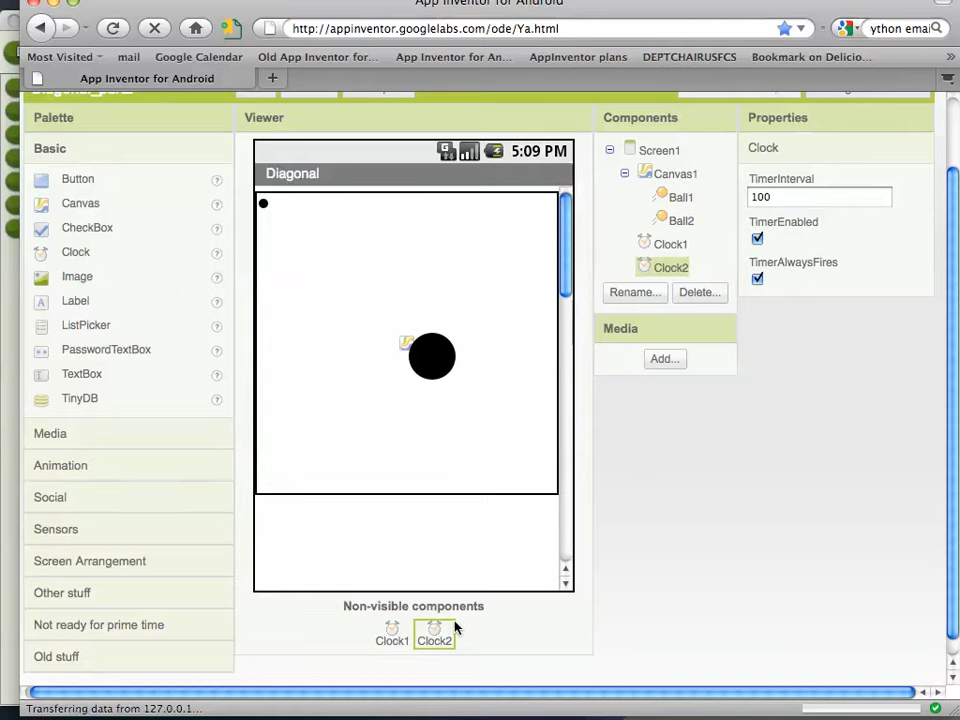 App Inventor for Android
http://appinventor.googlelabs.com/ode/Ya.html
ython emai
Most Visited
mail
Google Calendar
Old App Inventor for...
App Inventor for An...
AppInventor plans
DEPTCHAIRUSFCS
Bookmark on Delicio...
»
App Inventor for Android
Palette
Viewer
Components
Properties
Basic
Button
Canvas
CheckBox
Clock
Image
Label
ListPicker
PasswordTextBox
TextBox
TinyDB
Media
Animation
Social
Sensors
Screen Arrangement
Other stuff
Not ready for prime time
Old stuff
5:09 PM
Diagonal
Non-visible components
Clock1
Clock2
Screen1
Canvas1
Ball1
Ball2
Clock1
Clock2
Rename...
Delete...
Media
Add...
Clock
TimerInterval
100
TimerEnabled
TimerAlwaysFires
Transferring data from 127.0.0.1...